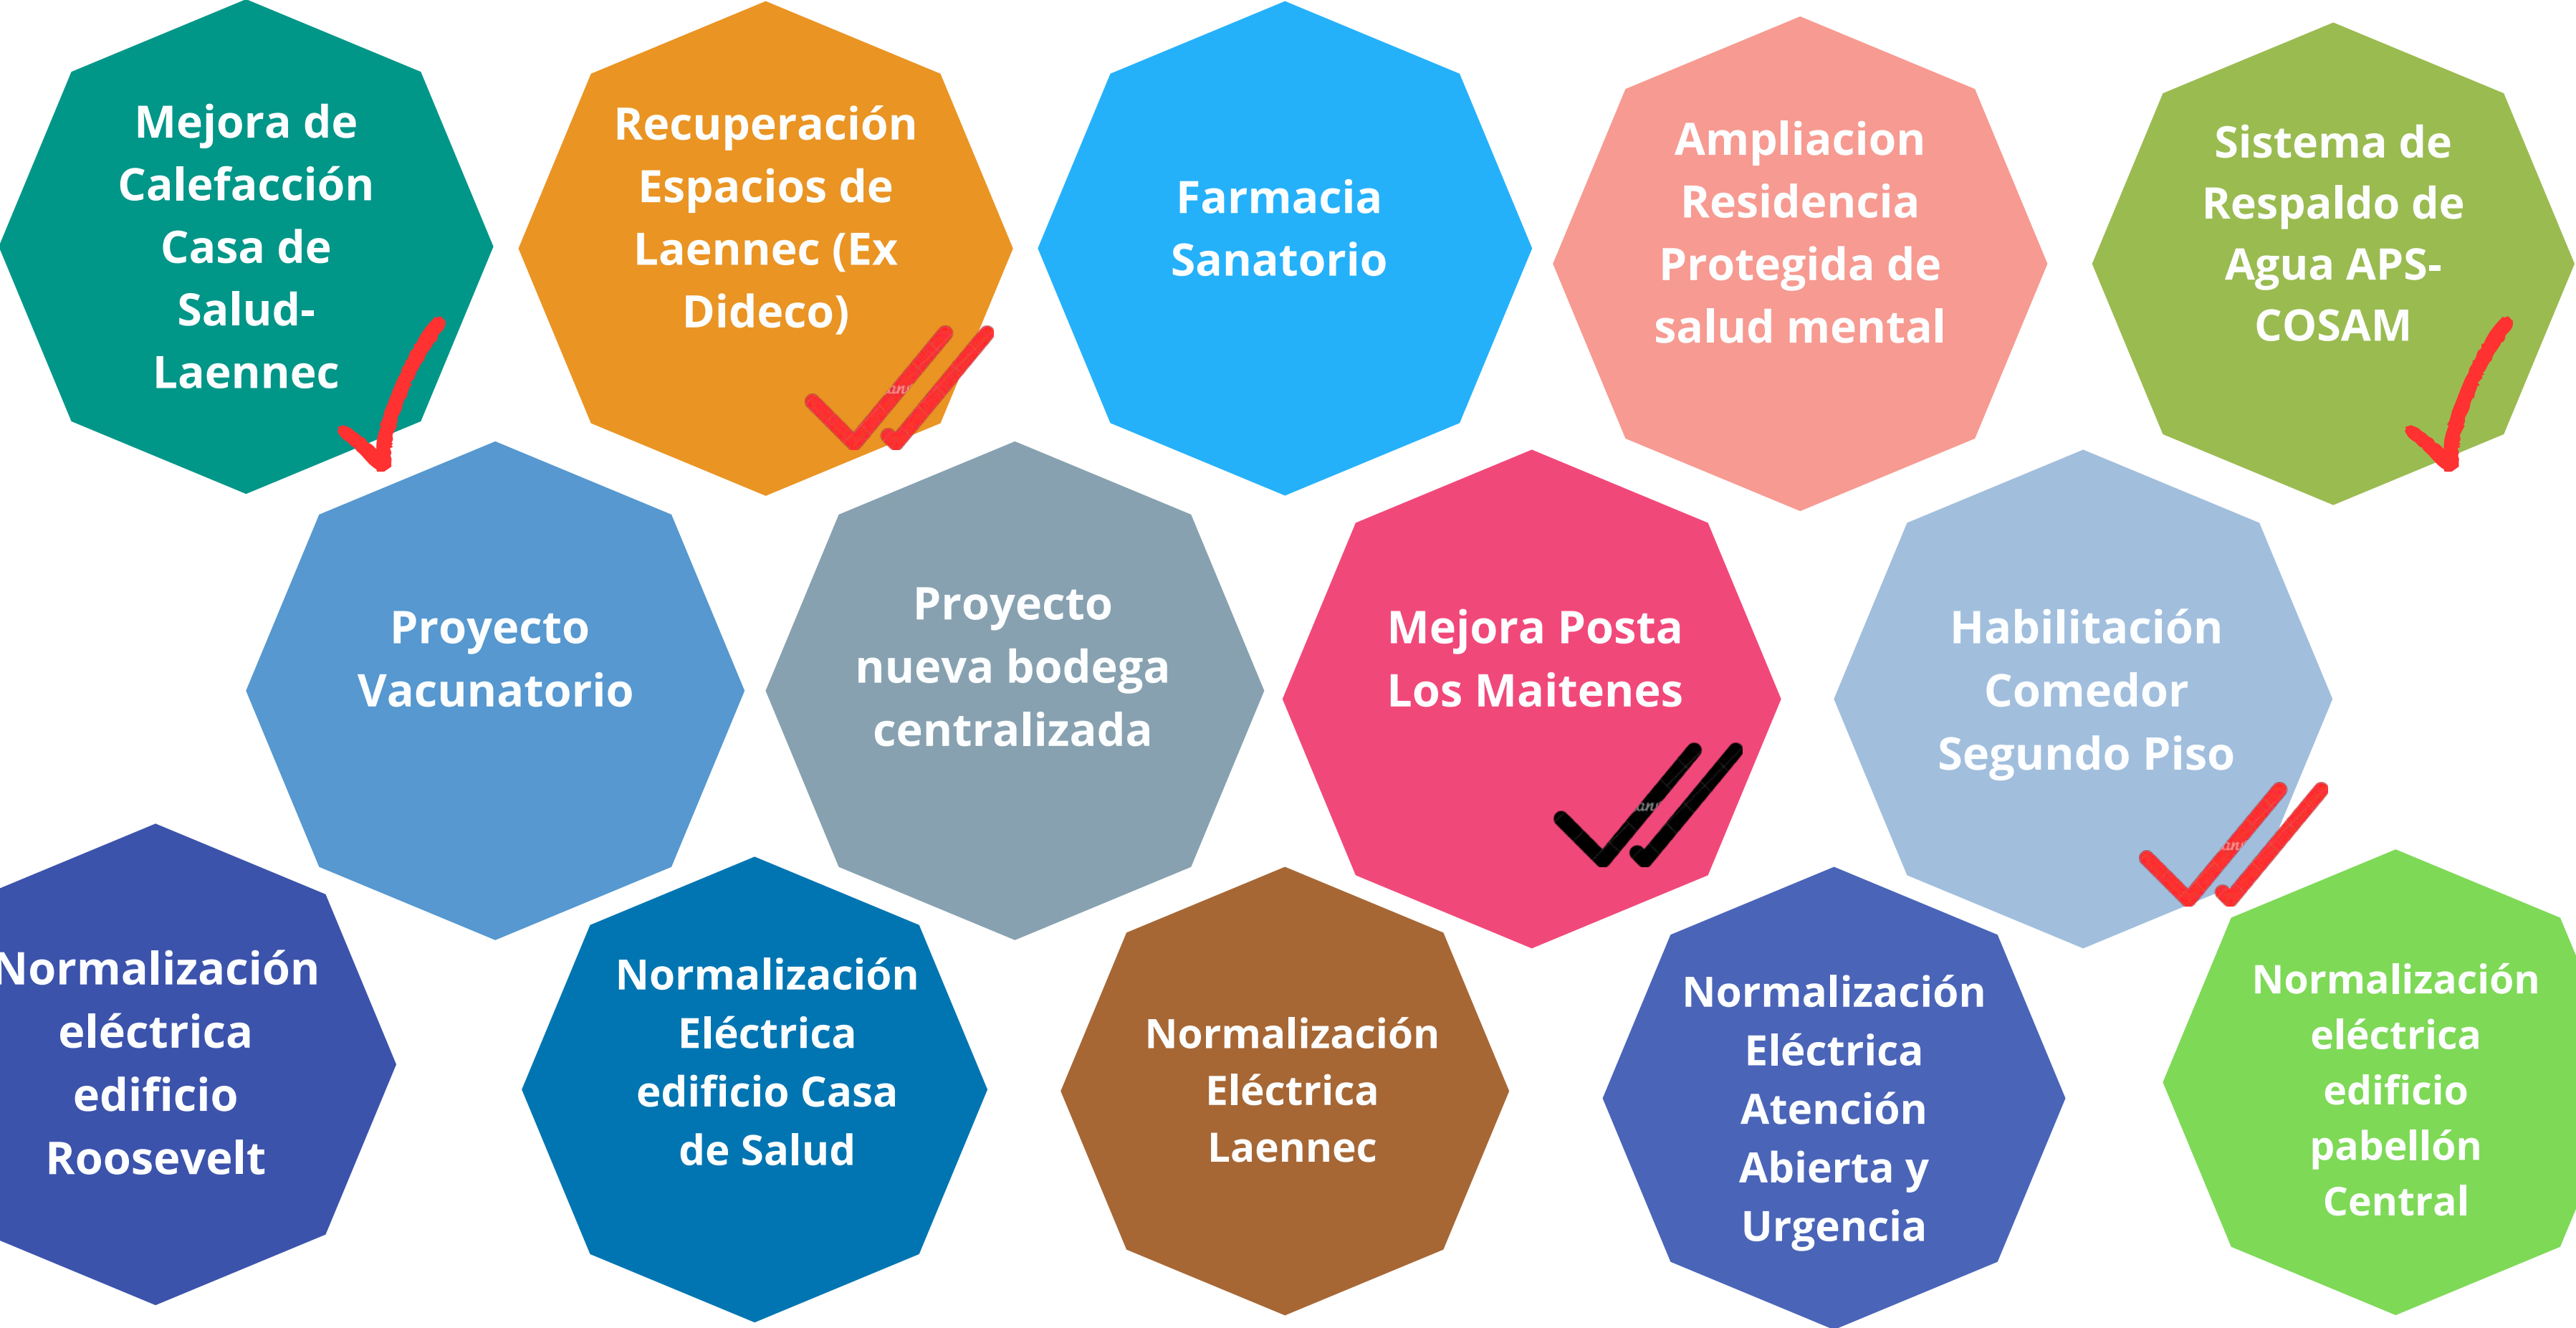 Mejora de
Calefacción
Casa de
Salud-
Laennec
Recuperación
Espacios de
Laennec (Ex
Dideco)
Farmacia
Sanatorio
Ampliacion
Residencia
Protegida de
salud mental
Sistema de
Respaldo de
Agua APS-
COSAM
Proyecto
Vacunatorio
Proyecto
nueva bodega
centralizada
Mejora Posta
Los Maitenes
Habilitación
Comedor
Segundo Piso
Normalización
eléctrica
edificio
Roosevelt
Normalización
Eléctrica
edificio Casa
de Salud
Normalización
Eléctrica
Laennec
Normalización
Eléctrica
Atención
Abierta y
Urgencia
Normalización
eléctrica
edificio
pabellón
Central